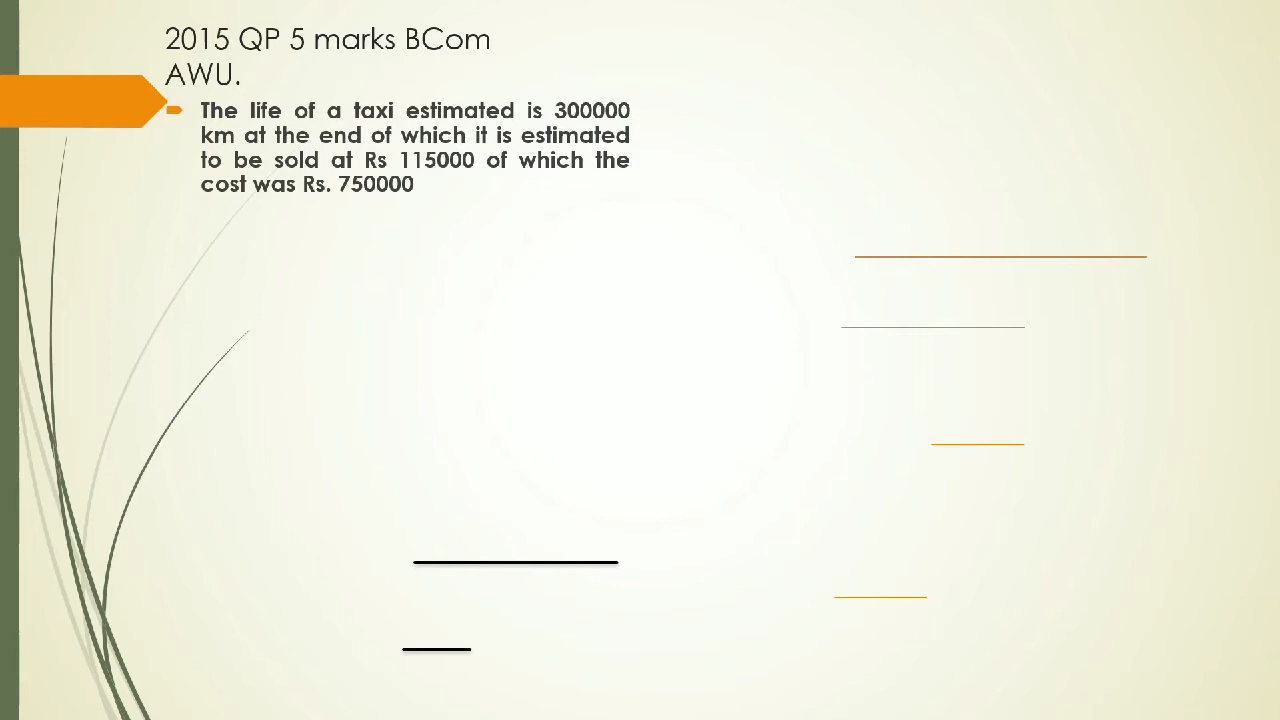 2015 QP 5 marks BCom
AWU.
The life of a taxi estimated is 300000
km at the end of which it is estimated
to be sold at Rs 115000 of which the
cost was Rs. 750000